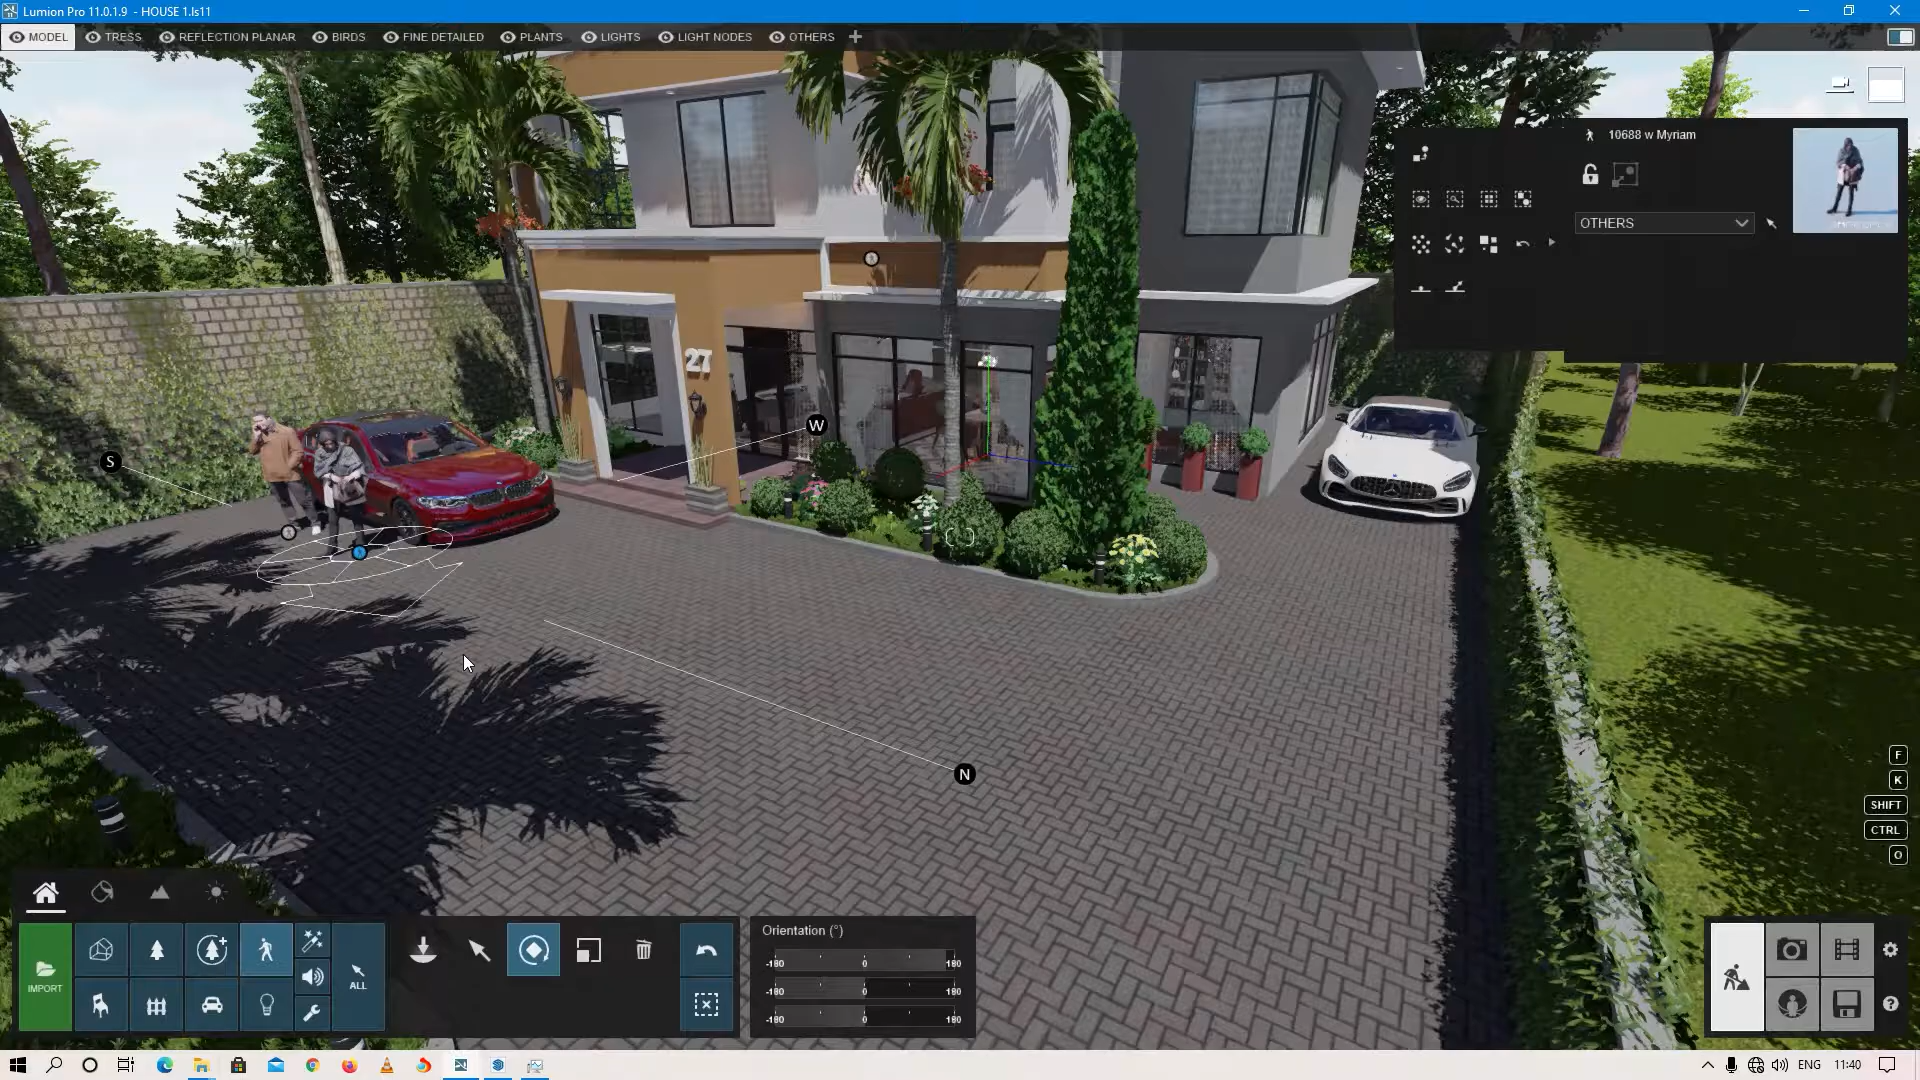 Lumion Pro 11.0.1.9 - HOUSE 1.ls11
MODEL TRESS REFLECTION PLANAR BIRDS FINE DETAILED PLANTS LIGHTS LIGHT NODES OTHERS
10688 w Myriam
OTHERS
27
W
S
N
F
K
SHIFT
CTRL
O
IMPORT
ALL
Orientation (°)
-180 0 180
-180 0 180
-180 0 180
ENG 11:40